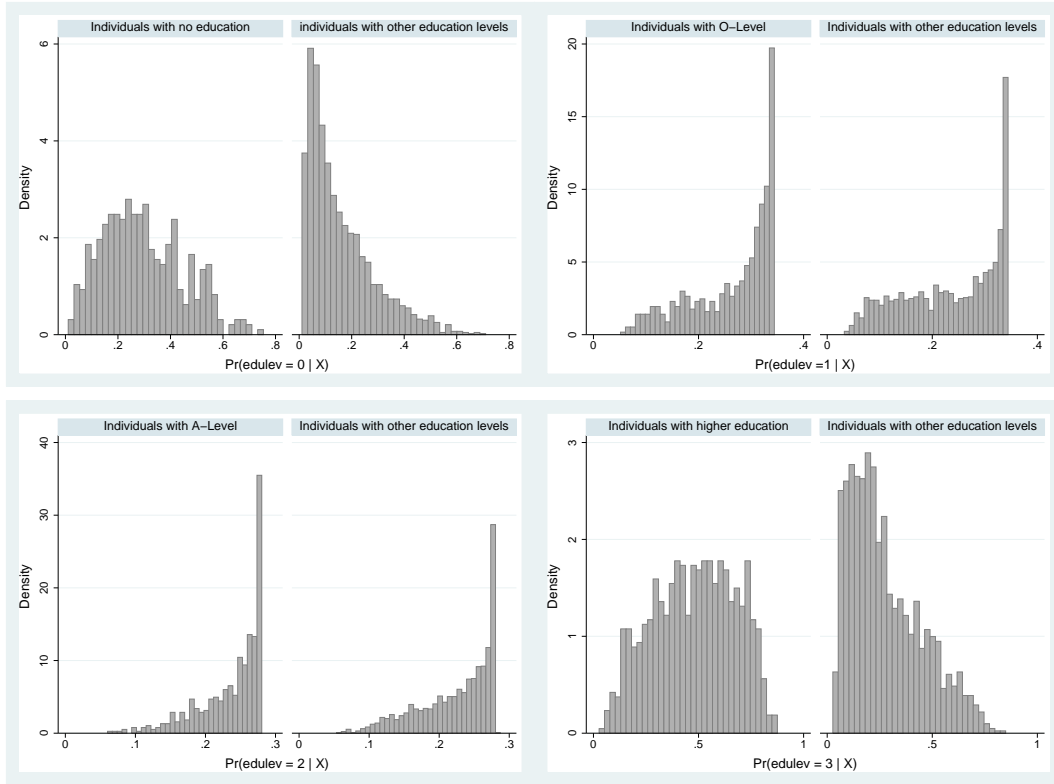 Individuals with no education
individuals with other education levels
Density
6
4
2
0
0 .2 .4 .6 .8
.2 .4 .6 .8
Pr(edulev = 0 | X)
Individuals with O−Level
Individuals with other education levels
Density
20
15
10
5
0
0 .2 .4
0 .2 .4
Pr(edulev =1 | X)
Individuals with A−Level
Individuals with other education levels
Density
40
30
20
10
0
0 .1 .2 .3
0 .1 .2 .3
Pr(edulev = 2 | X)
Individuals with higher education
Individuals with other education levels
Density
3
2
1
0
0 .5 1
0 .5 1
Pr(edulev = 3 | X)